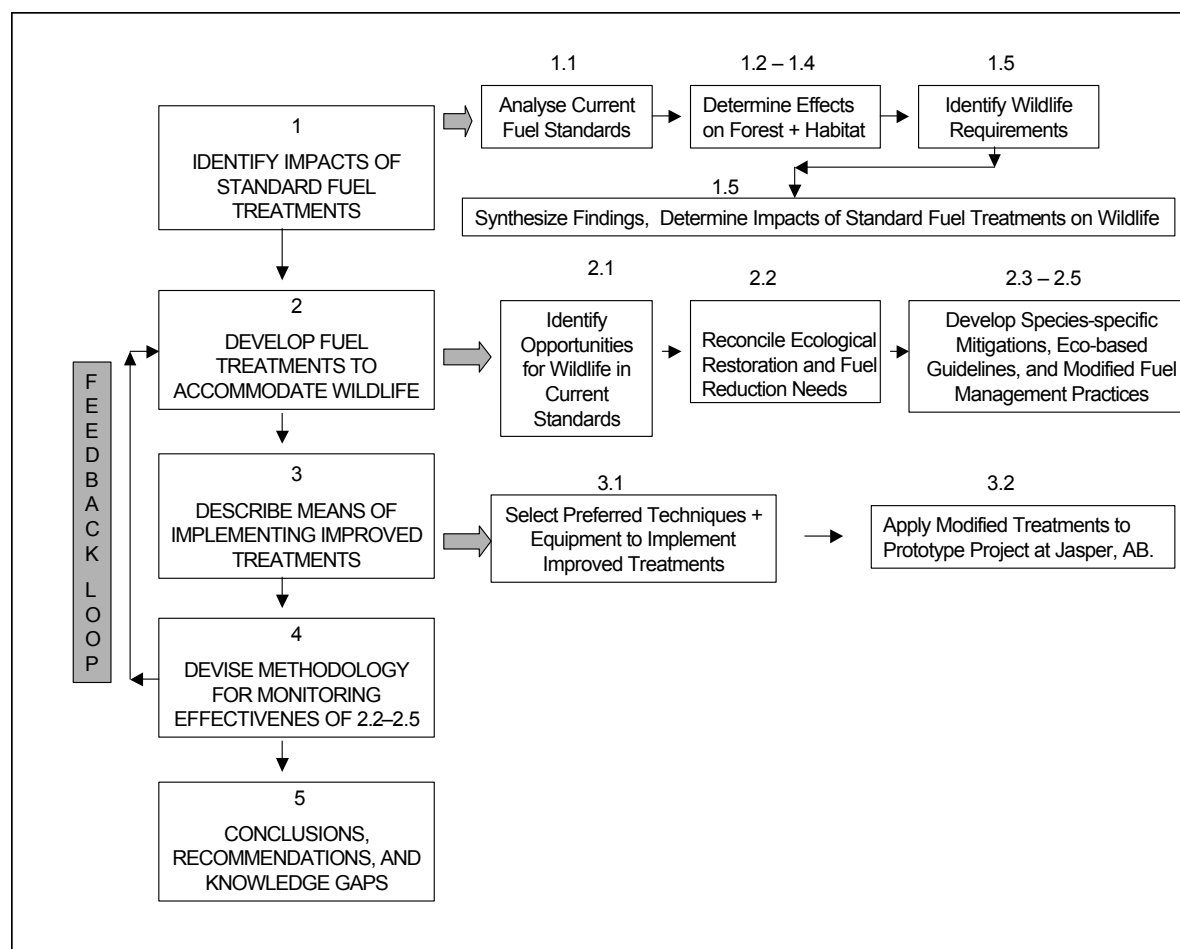 1
IDENTIFY IMPACTS OF
STANDARD FUEL
TREATMENTS
1.1
Analyse Current
Fuel Standards
1.2 – 1.4
Determine Effects
on Forest + Habitat
1.5
Identify Wildlife
Requirements
1.5
Synthesize Findings, Determine Impacts of Standard Fuel Treatments on Wildlife
2
DEVELOP FUEL
TREATMENTS TO
ACCOMMODATE WILDLIFE
2.1
Identify
Opportunities
for Wildlife in
Current
Standards
2.2
Reconcile Ecological
Restoration and Fuel
Reduction Needs
2.3 – 2.5
Develop Species-specific
Mitigations, Eco-based
Guidelines, and Modified Fuel
Management Practices
FEEDBACK LOOP
3
DESCRIBE MEANS OF
IMPLEMENTING IMPROVED
TREATMENTS
3.1
Select Preferred Techniques +
Equipment to Implement
Improved Treatments
3.2
Apply Modified Treatments to
Prototype Project at Jasper, AB.
4
DEVISE METHODOLOGY
FOR MONITORING
EFFECTIVENES OF 2.2–2.5
5
CONCLUSIONS,
RECOMMENDATIONS, AND
KNOWLEDGE GAPS